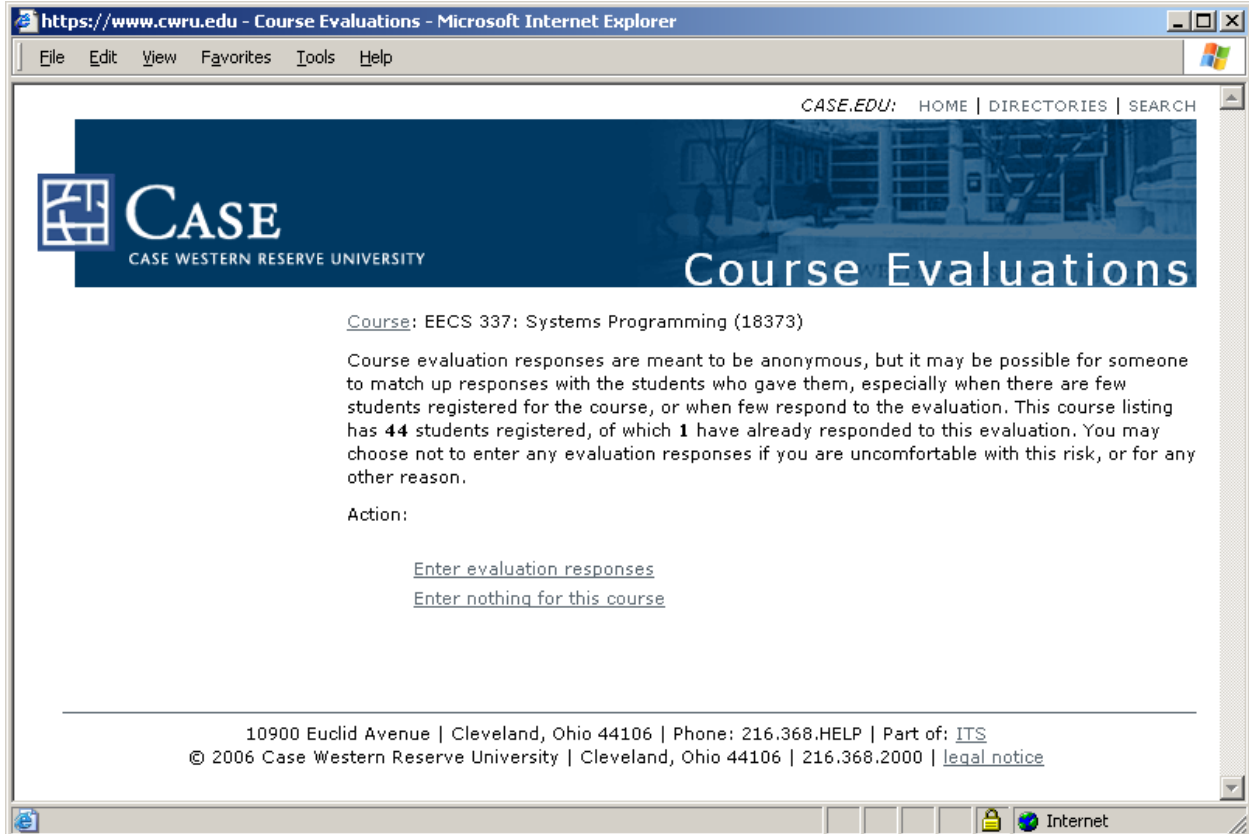 https://www.cwru.edu - Course Evaluations - Microsoft Internet Explorer
File Edit View Favorites Tools Help
CASE.EDU: HOME | DIRECTORIES | SEARCH
CASE
CASE WESTERN RESERVE UNIVERSITY
Course Evaluations
Course: EECS 337: Systems Programming (18373)
Course evaluation responses are meant to be anonymous, but it may be possible for someone
to match up responses with the students who gave them, especially when there are few
students registered for the course, or when few respond to the evaluation. This course listing
has 44 students registered, of which 1 have already responded to this evaluation. You may
choose not to enter any evaluation responses if you are uncomfortable with this risk, or for any
other reason.
Action:
Enter evaluation responses
Enter nothing for this course
10900 Euclid Avenue | Cleveland, Ohio 44106 | Phone: 216.368.HELP | Part of: ITS
© 2006 Case Western Reserve University | Cleveland, Ohio 44106 | 216.368.2000 | legal notice
Internet